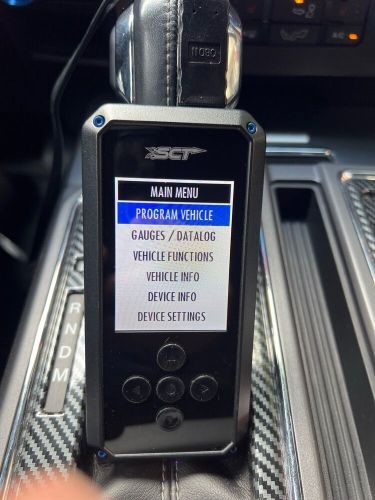 SCT
MAIN MENU
PROGRAM VEHICLE
GAUGES / DATALOG
VEHICLE FUNCTIONS
VEHICLE INFO
DEVICE INFO
DEVICE SETTINGS
R
N
D
M